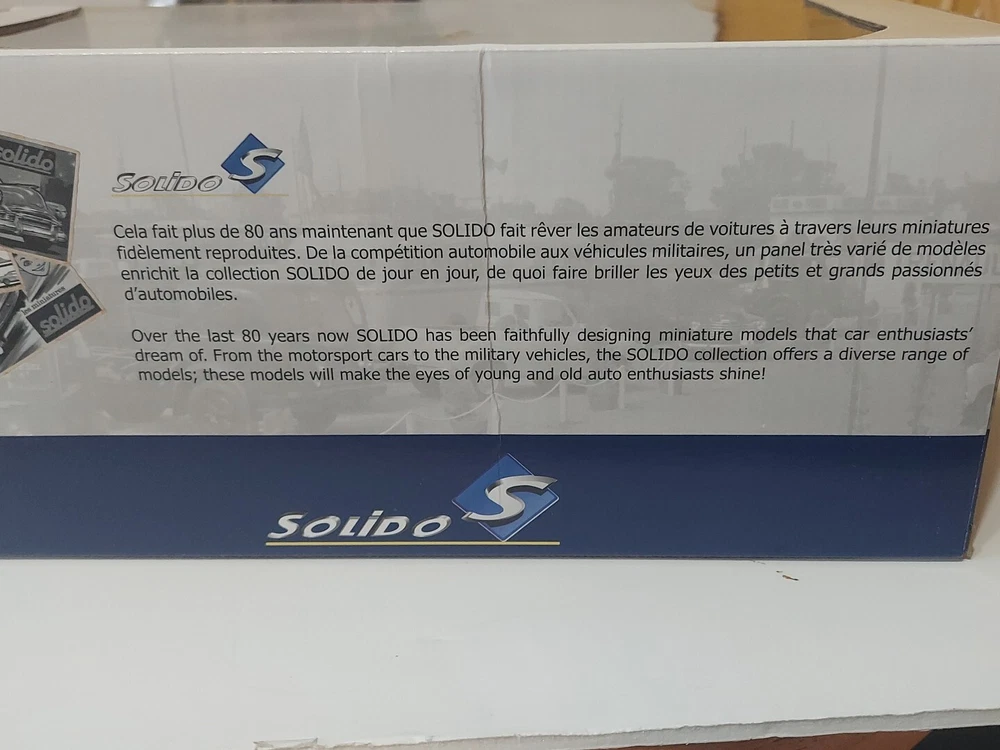 solido
SOLIDO
Cela fait plus de 80 ans maintenant que SOLIDO fait rêver les amateurs de voitures à travers leurs miniatures
fidèlement reproduites. De la compétition automobile aux véhicules militaires, un panel très varié de modèles
enrichit la collection SOLIDO de jour en jour, de quoi faire briller les yeux des petits et grands passionnés
d'automobiles.
miniatures
solido
Over the last 80 years now SOLIDO has been faithfully designing miniature models that car enthusiasts'
dream of. From the motorsport cars to the military vehicles, the SOLIDO collection offers a diverse range of
models; these models will make the eyes of young and old auto enthusiasts shine!
SOLIDO